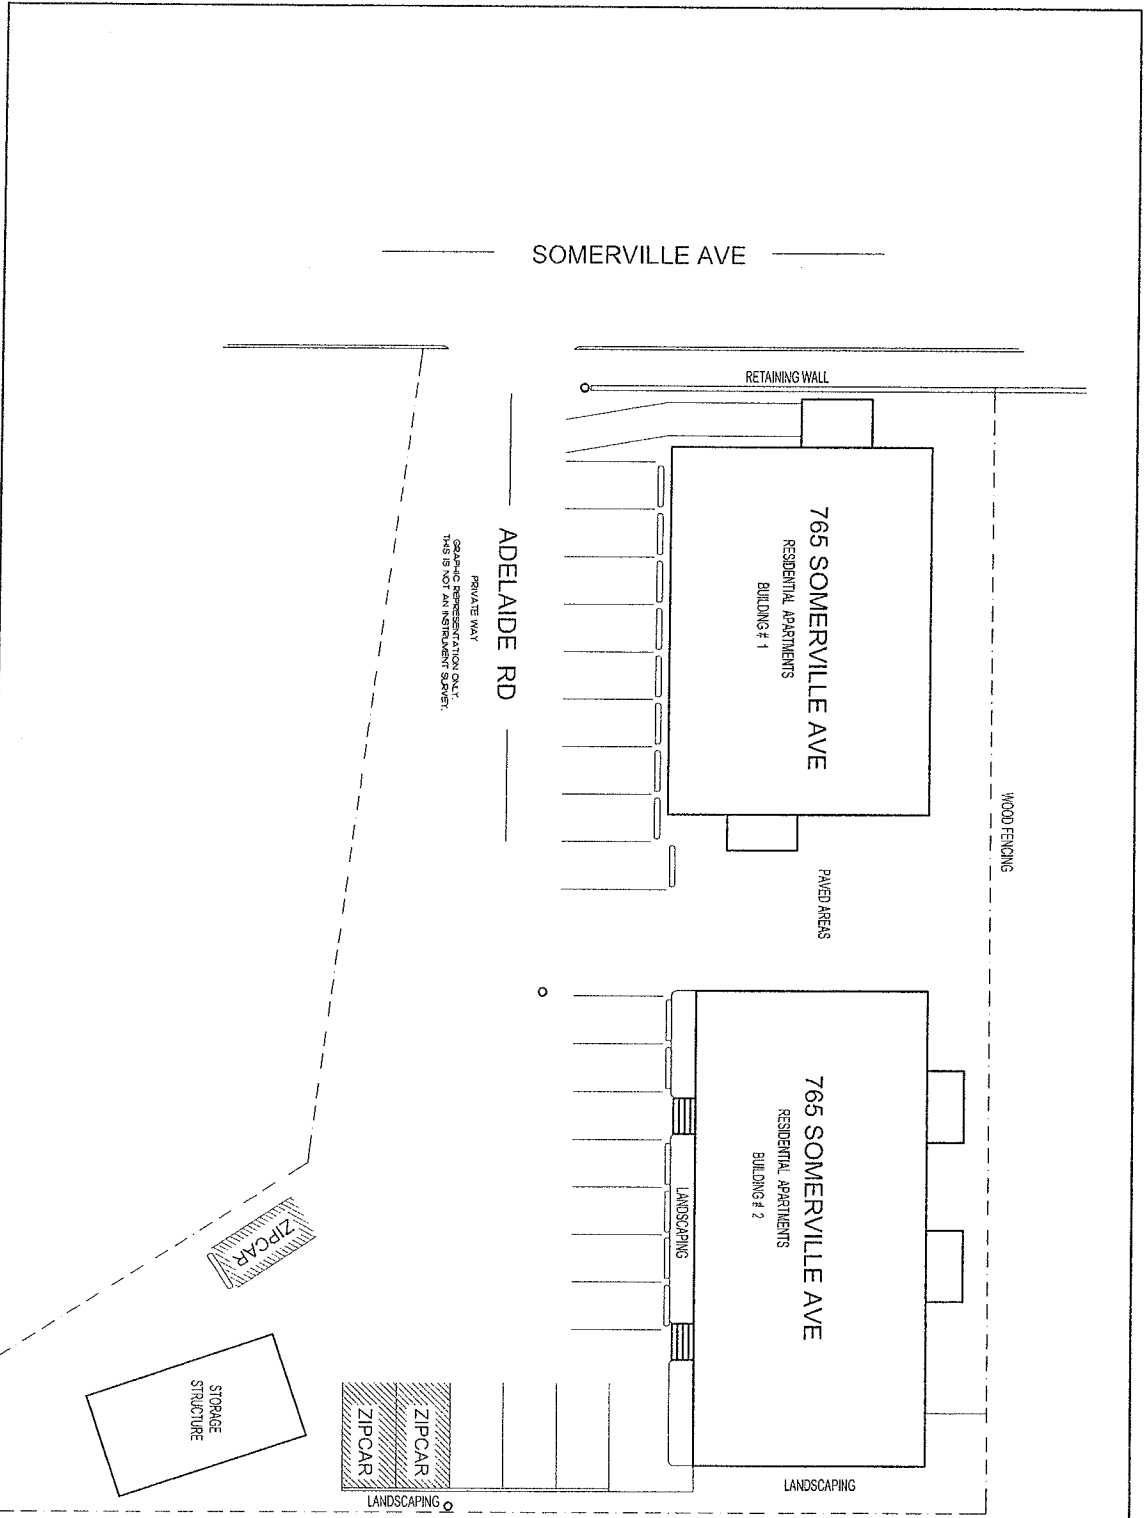 SOMERVILLE AVE
RETAINING WALL
765 SOMERVILLE AVE
RESIDENTIAL APARTMENTS
BUILDING # 1
ADELAIDE RD
PRIVATE WAY
GRAPHIC REPRESENTATION ONLY.
THIS IS NOT AN INSTRUMENT SURVEY.
WOOD FENCING
PAVED AREAS
765 SOMERVILLE AVE
RESIDENTIAL APARTMENTS
BUILDING # 2
LANDSCAPING
ZIPCAR
STORAGE
STRUCTURE
ZIPCAR
ZIPCAR
LANDSCAPING
LANDSCAPING